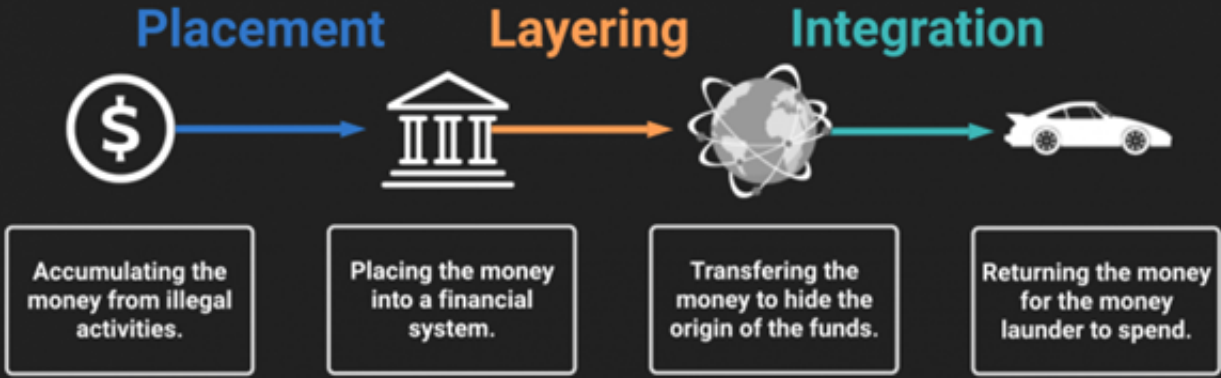 Placement
Layering
Integration
$
Accumulating the
money from illegal
activities.
Placing the money
into a financial
system.
Transfering the
money to hide the
origin of the funds.
Returning the money
for the money
launder to spend.